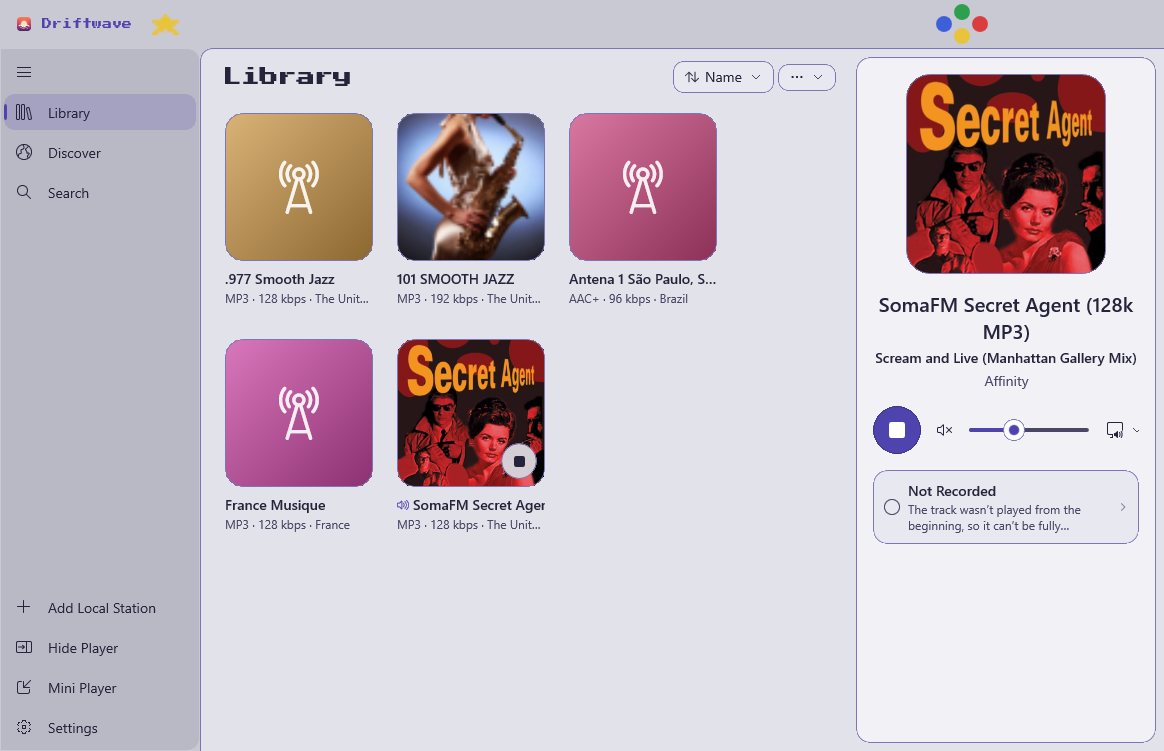 Driftwave
Library
Discover
Search
Add Local Station
Hide Player
Mini Player
Settings
Library
Name
...
.977 Smooth Jazz
MP3 · 128 kbps · The Unit...
101 SMOOTH JAZZ
MP3 · 192 kbps · The Unit...
Antena 1 São Paulo, S...
AAC+ · 96 kbps · Brazil
France Musique
MP3 · 128 kbps · France
Secret Agent
SomaFM Secret Agen
MP3 · 128 kbps · The Unit...
Secret Agent
SomaFM Secret Agent (128k
MP3)
Scream and Live (Manhattan Gallery Mix)
Affinity
Not Recorded
The track wasn't played from the
beginning, so it can't be fully...